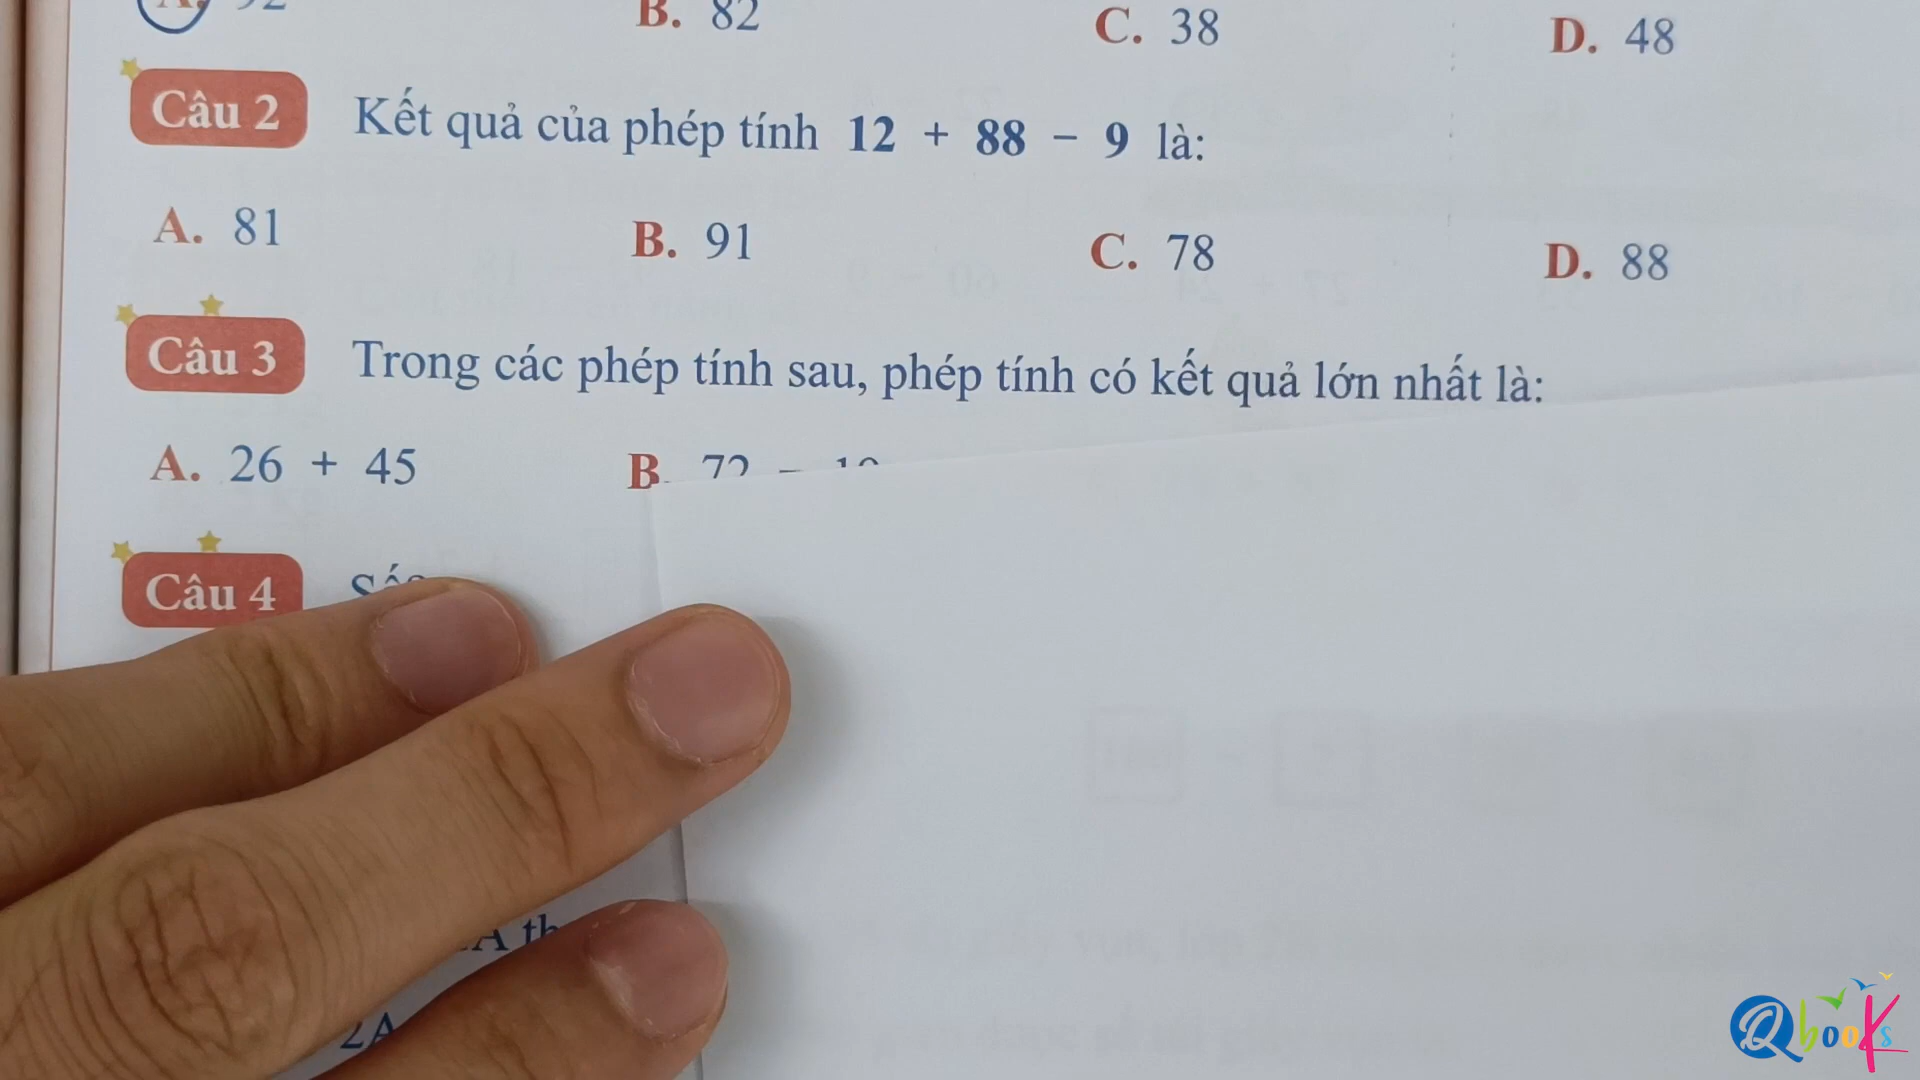 B. 82
C. 38
D. 48
Câu 2 Kết quả của phép tính 12 + 88 - 9 là:
A. 81
B. 91
C. 78
D. 88
Câu 3 Trong các phép tính sau, phép tính có kết quả lớn nhất là:
A. 26 + 45
B
Câu 4
2A
Qbooks